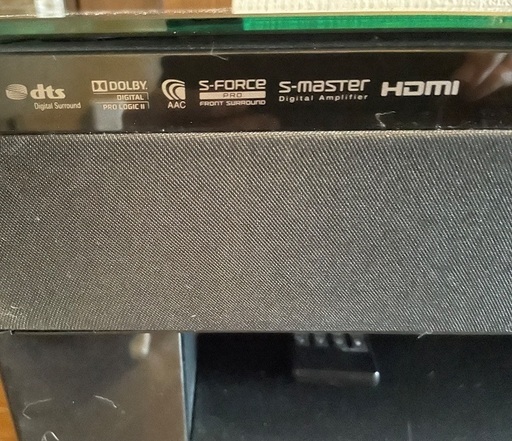 dts
Digital Surround
DOLBY
DIGITAL
PRO LOGIC II
AAC
S-FORCE
PRO
FRONT SURROUND
S-MASTER
Digital Amplifier
HDMI